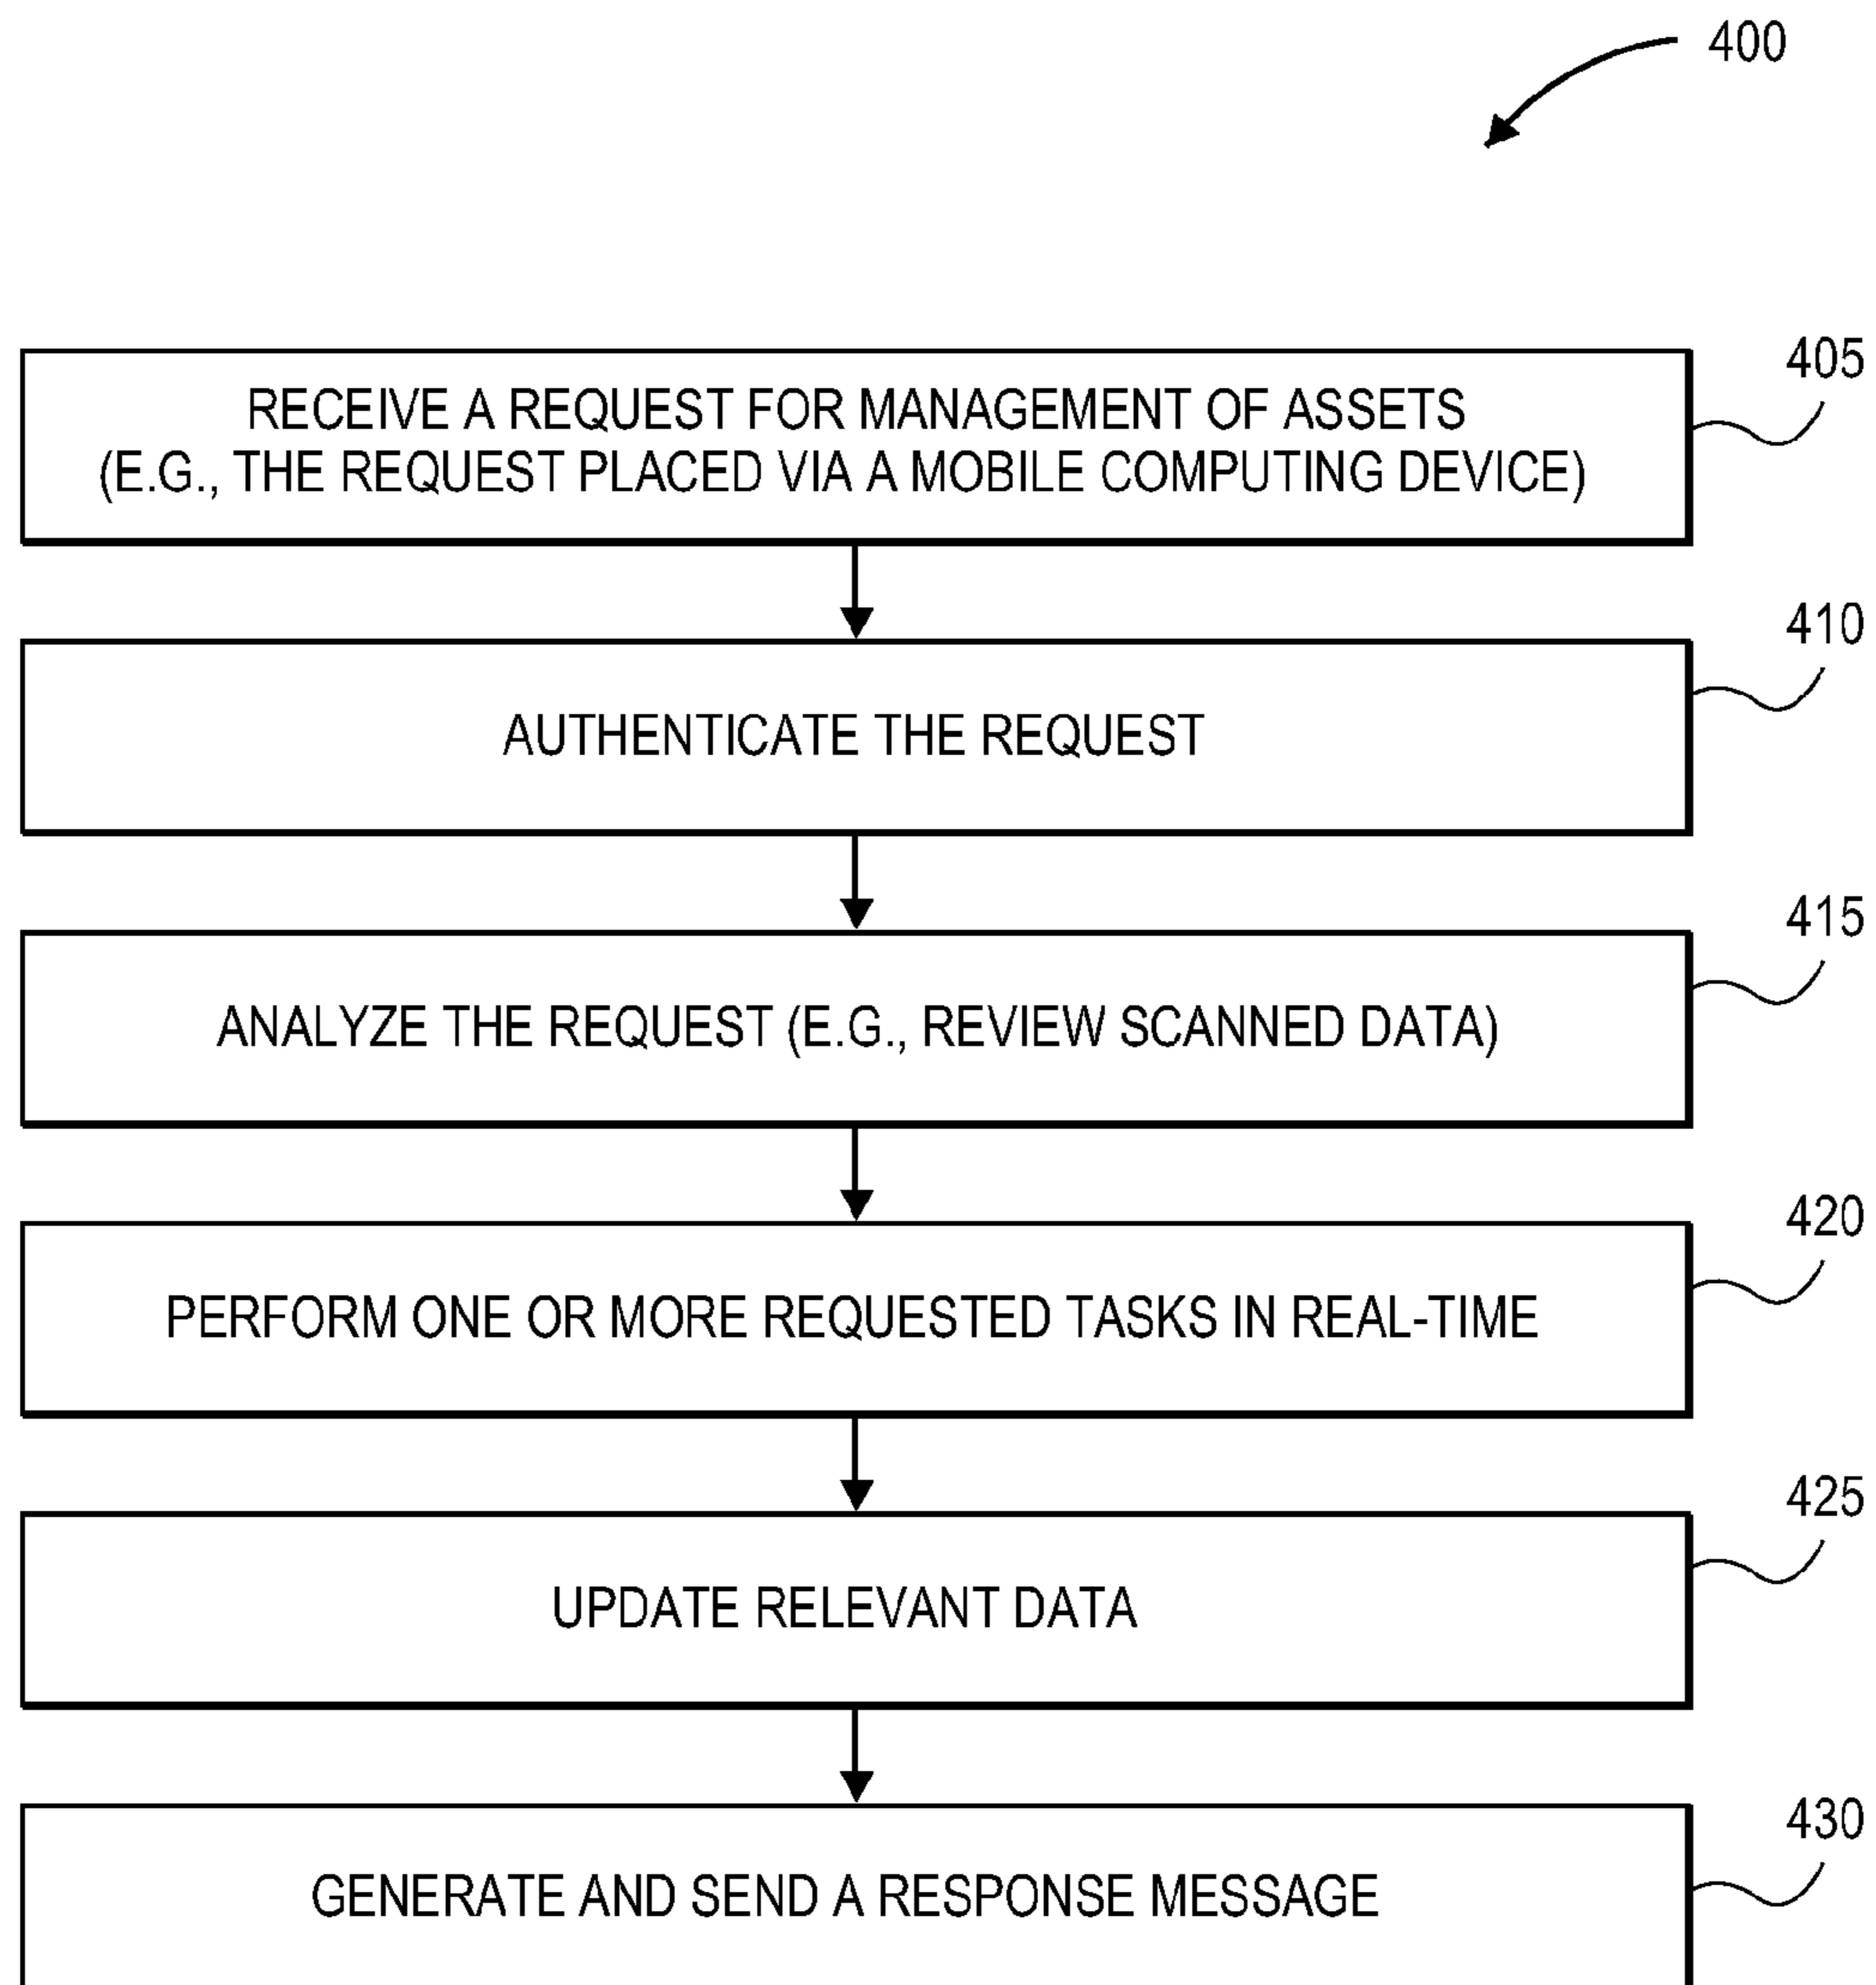 400
405
RECEIVE A REQUEST FOR MANAGEMENT OF ASSETS
(E.G., THE REQUEST PLACED VIA A MOBILE COMPUTING DEVICE)
410
AUTHENTICATE THE REQUEST
415
ANALYZE THE REQUEST (E.G., REVIEW SCANNED DATA)
420
PERFORM ONE OR MORE REQUESTED TASKS IN REAL-TIME
425
UPDATE RELEVANT DATA
430
GENERATE AND SEND A RESPONSE MESSAGE